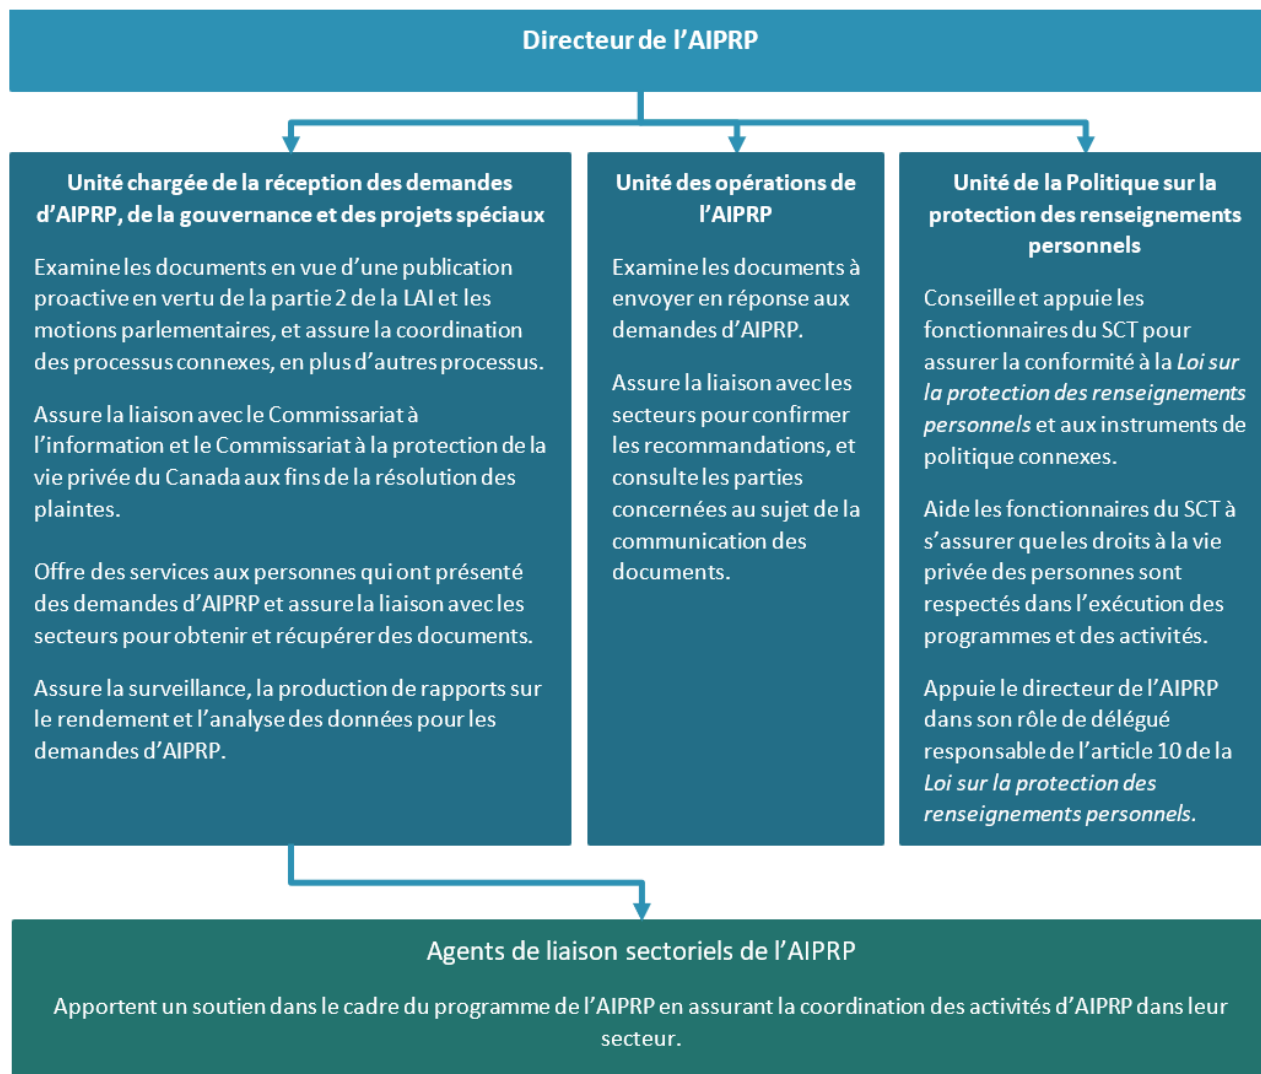 Directeur de l’AIPRP
Unité chargée de la réception des demandes
d’AIPRP, de la gouvernance et des projets spéciaux
Examine les documents en vue d’une publication
proactive en vertu de la partie 2 de la LAI et les
motions parlementaires, et assure la coordination
des processus connexes, en plus d’autres processus.
Assure la liaison avec le Commissariat à
l’information et le Commissariat à la protection de la
vie privée du Canada aux fins de la résolution des
plaintes.
Offre des services aux personnes qui ont présenté
des demandes d’AIPRP et assure la liaison avec les
secteurs pour obtenir et récupérer des documents.
Assure la surveillance, la production de rapports sur
le rendement et l’analyse des données pour les
demandes d’AIPRP.
Unité des opérations de
l’AIPRP
Examine les documents à
envoyer en réponse aux
demandes d’AIPRP.
Assure la liaison avec les
secteurs pour confirmer
les recommandations, et
consulte les parties
concernées au sujet de la
communication des
documents.
Unité de la Politique sur la
protection des renseignements
personnels
Conseille et appuie les
fonctionnaires du SCT pour
assurer la conformité à la Loi sur
la protection des renseignements
personnels et aux instruments de
politique connexes.
Aide les fonctionnaires du SCT à
s’assurer que les droits à la vie
privée des personnes sont
respectés dans l’exécution des
programmes et des activités.
Appuie le directeur de l’AIPRP
dans son rôle de délégué
responsable de l’article 10 de la
Loi sur la protection des
renseignements personnels.
Agents de liaison sectoriels de l’AIPRP
Apportent un soutien dans le cadre du programme de l’AIPRP en assurant la coordination des activités d’AIPRP dans leur
secteur.